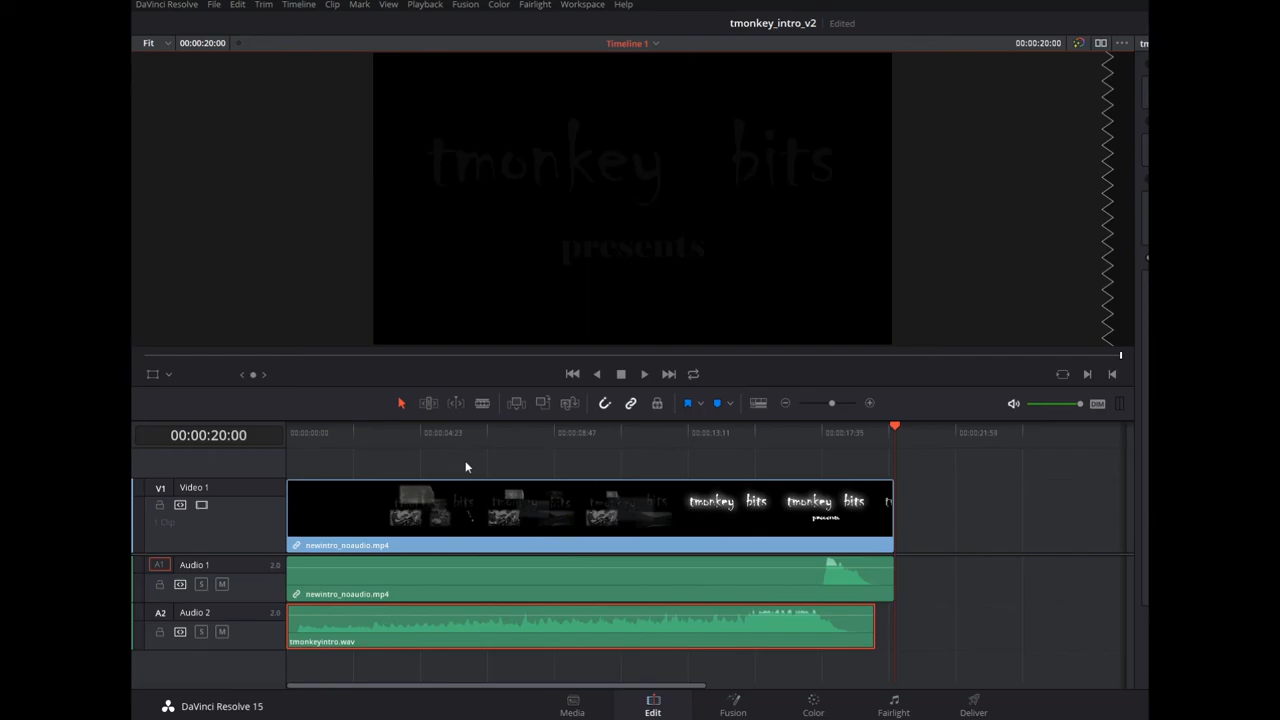 DaVinci Resolve File Edit Trim Timeline Clip Mark View Playback Fusion Color Fairlight Workspace Help
tmonkey_intro_v2 Edited
Fit 00:00:20:00 Timeline 1 00:00:20:00 tm
tmonkey bits
presents
DIM
00:00:20:00 00:00:00:00 00:00:04:23 00:00:08:47 00:00:13:11 00:00:17:35 00:00:21:59
V1 Video 1
1 Clip
tmonkey bits tmonkey bits
presents
newintro_noaudio.mp4
A1 Audio 1 2.0
S M
newintro_noaudio.mp4
A2 Audio 2 2.0
S M
tmonkeyintro.wav
DaVinci Resolve 15 Media Edit Fusion Color Fairlight Deliver